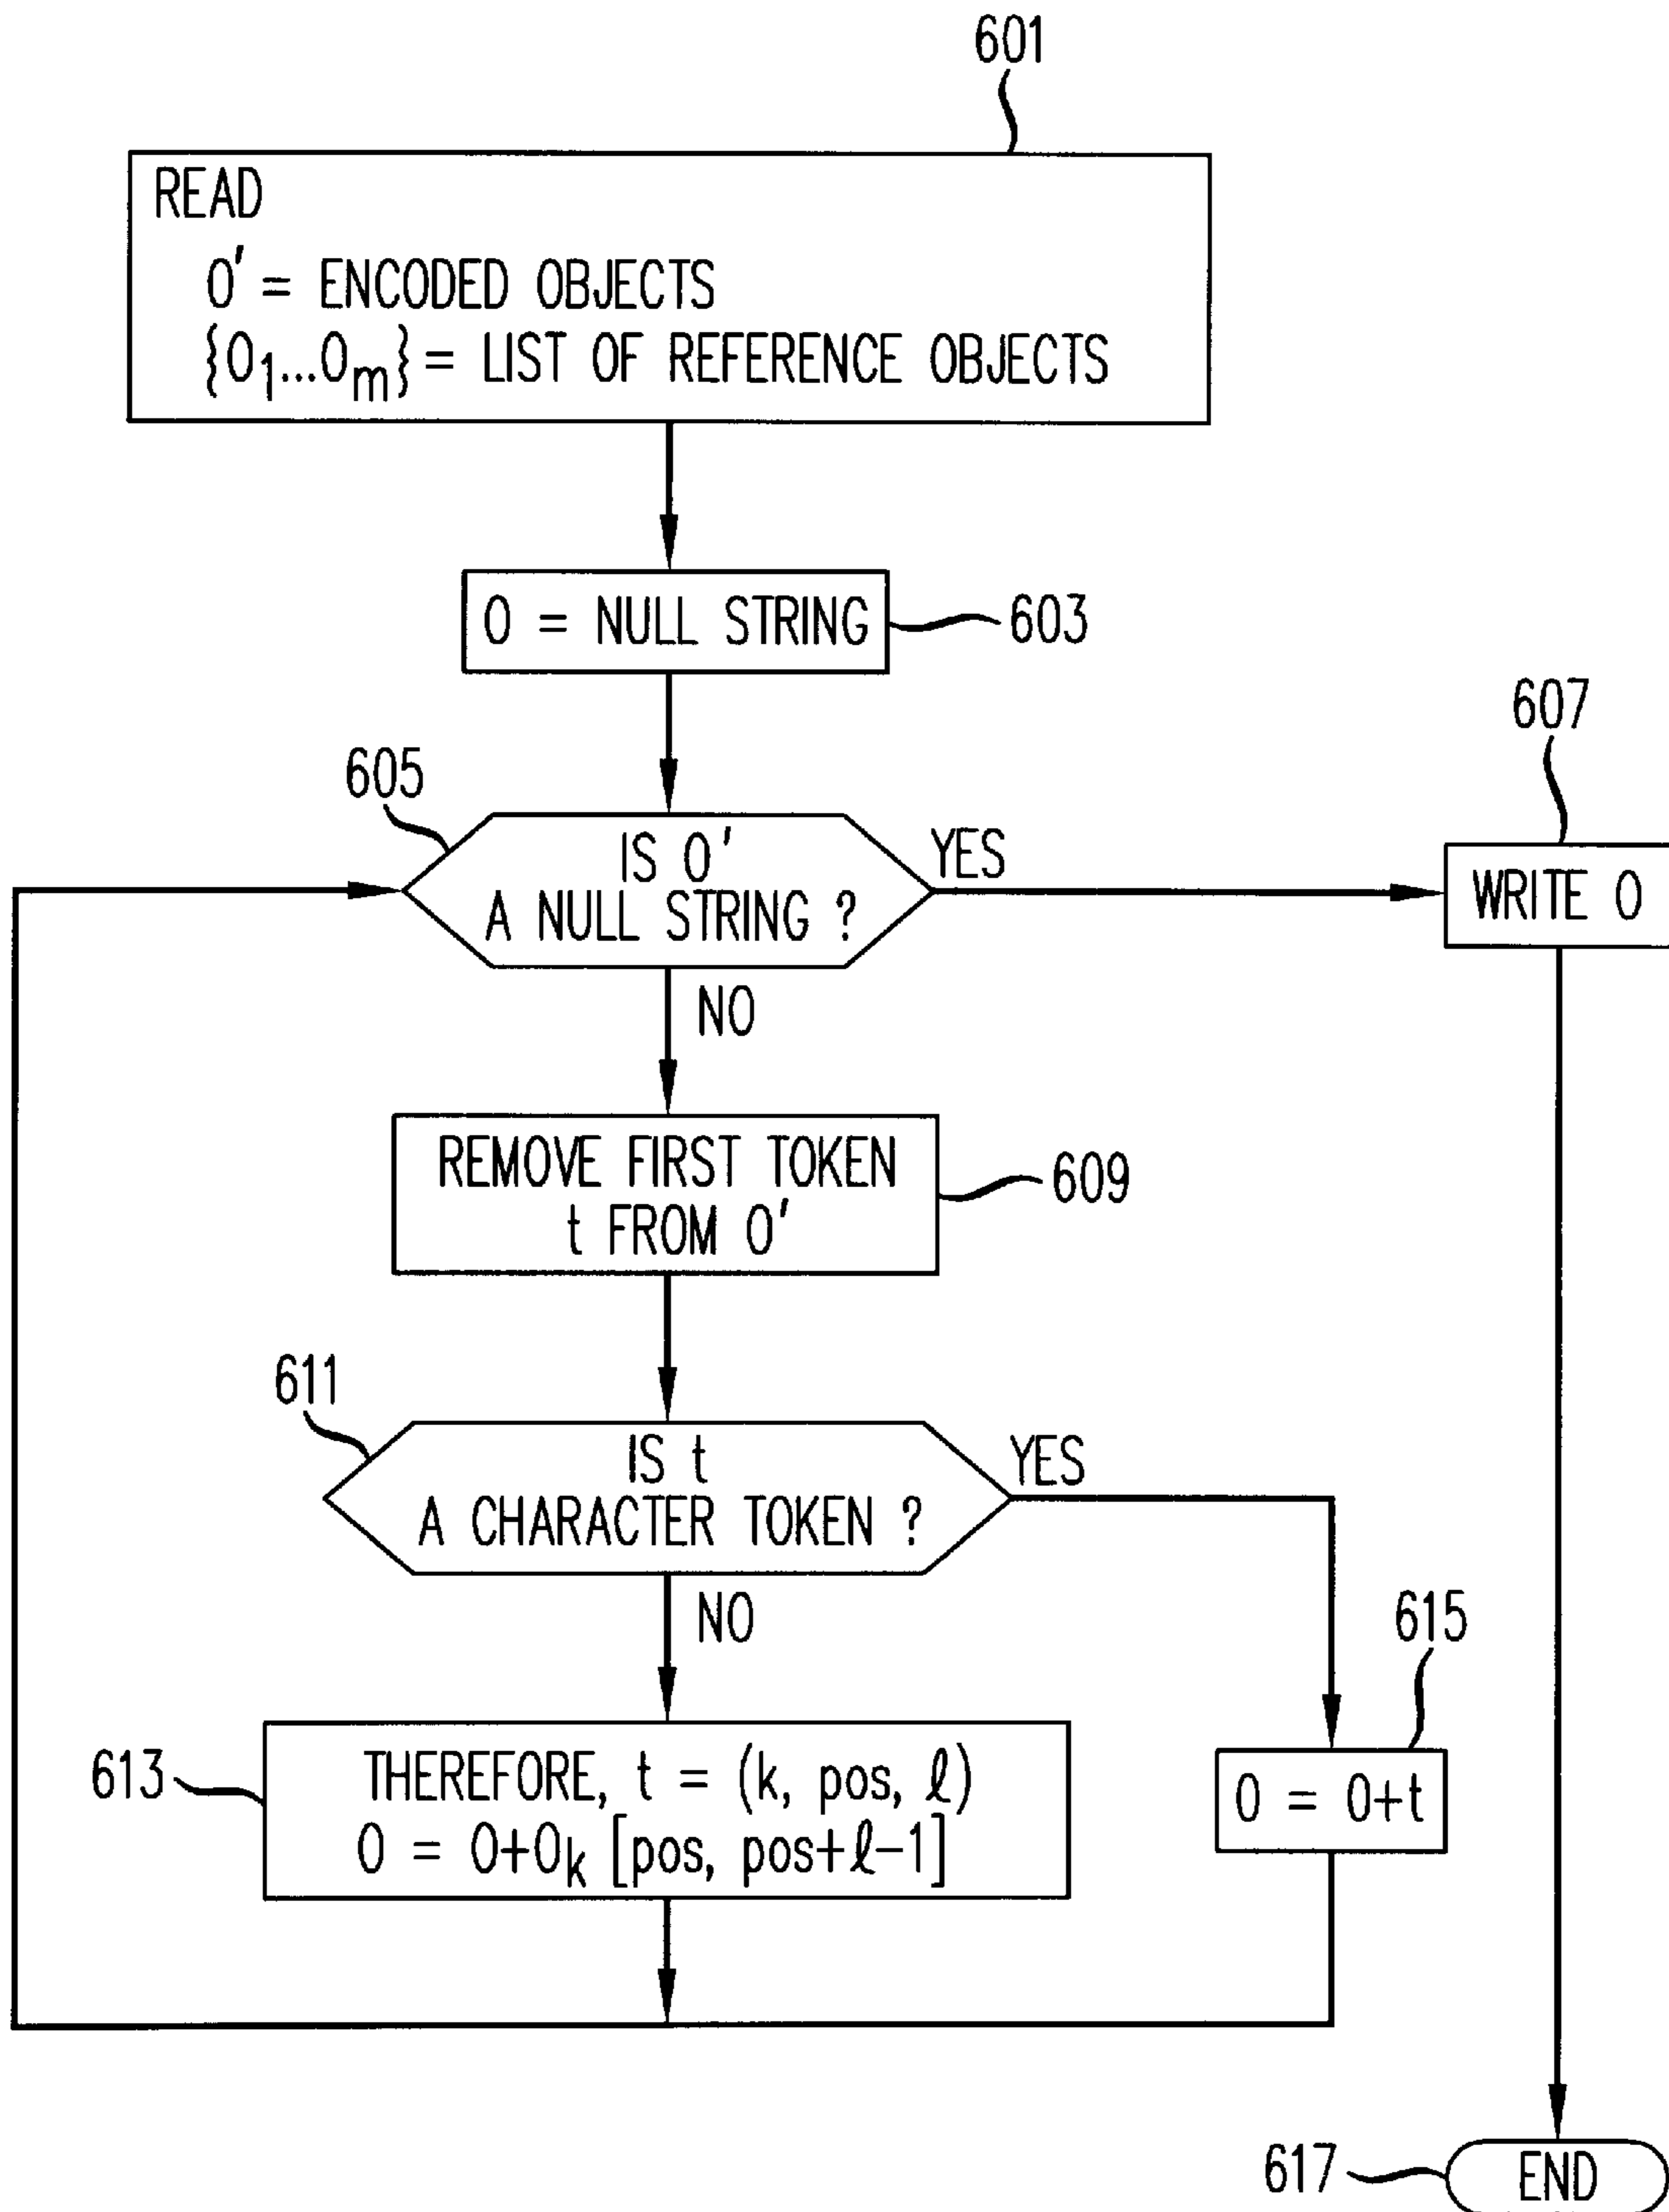 601
READ
O' = ENCODED OBJECTS
{O1...Om} = LIST OF REFERENCE OBJECTS
O = NULL STRING
603
607
605
IS O'
A NULL STRING ?
YES
WRITE O
NO
REMOVE FIRST TOKEN
t FROM O'
609
611
IS t
A CHARACTER TOKEN ?
YES
NO
615
613
THEREFORE, t = (k, pos, ℓ)
O = O+Ok [pos, pos+ℓ-1]
O = O+t
617
END